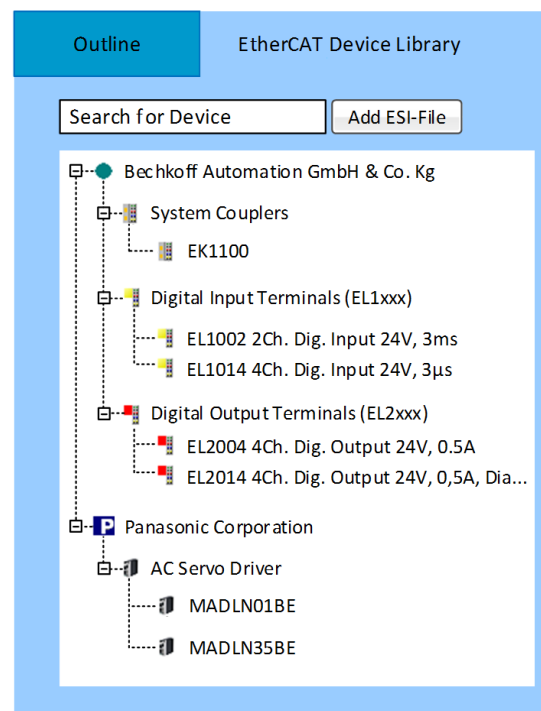 Outline
EtherCAT Device Library
Search for Device
Add ESI-File
Bechkoff Automation GmbH & Co. Kg
System Couplers
EK1100
Digital Input Terminals (EL1xxx)
EL1002 2Ch. Dig. Input 24V, 3ms
EL1014 4Ch. Dig. Input 24V, 3µs
Digital Output Terminals (EL2xxx)
EL2004 4Ch. Dig. Output 24V, 0.5A
EL2014 4Ch. Dig. Output 24V, 0,5A, Dia...
P Panasonic Corporation
AC Servo Driver
MADLN01BE
MADLN35BE